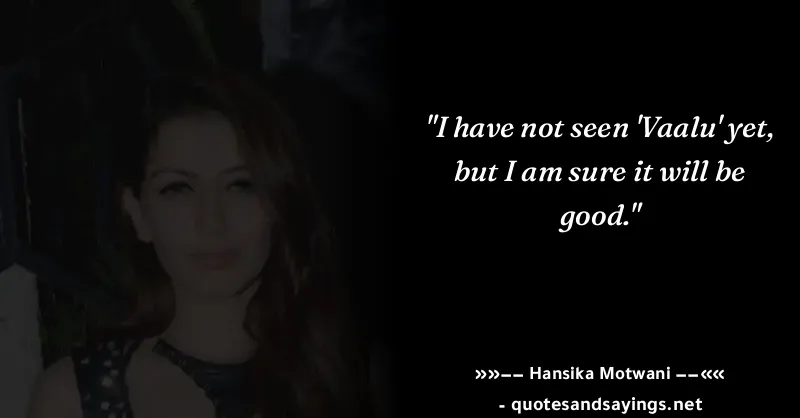 "I have not seen 'Vaalu' yet,
but I am sure it will be
good."
»»−− Hansika Motwani −−««
- quotesandsayings.net